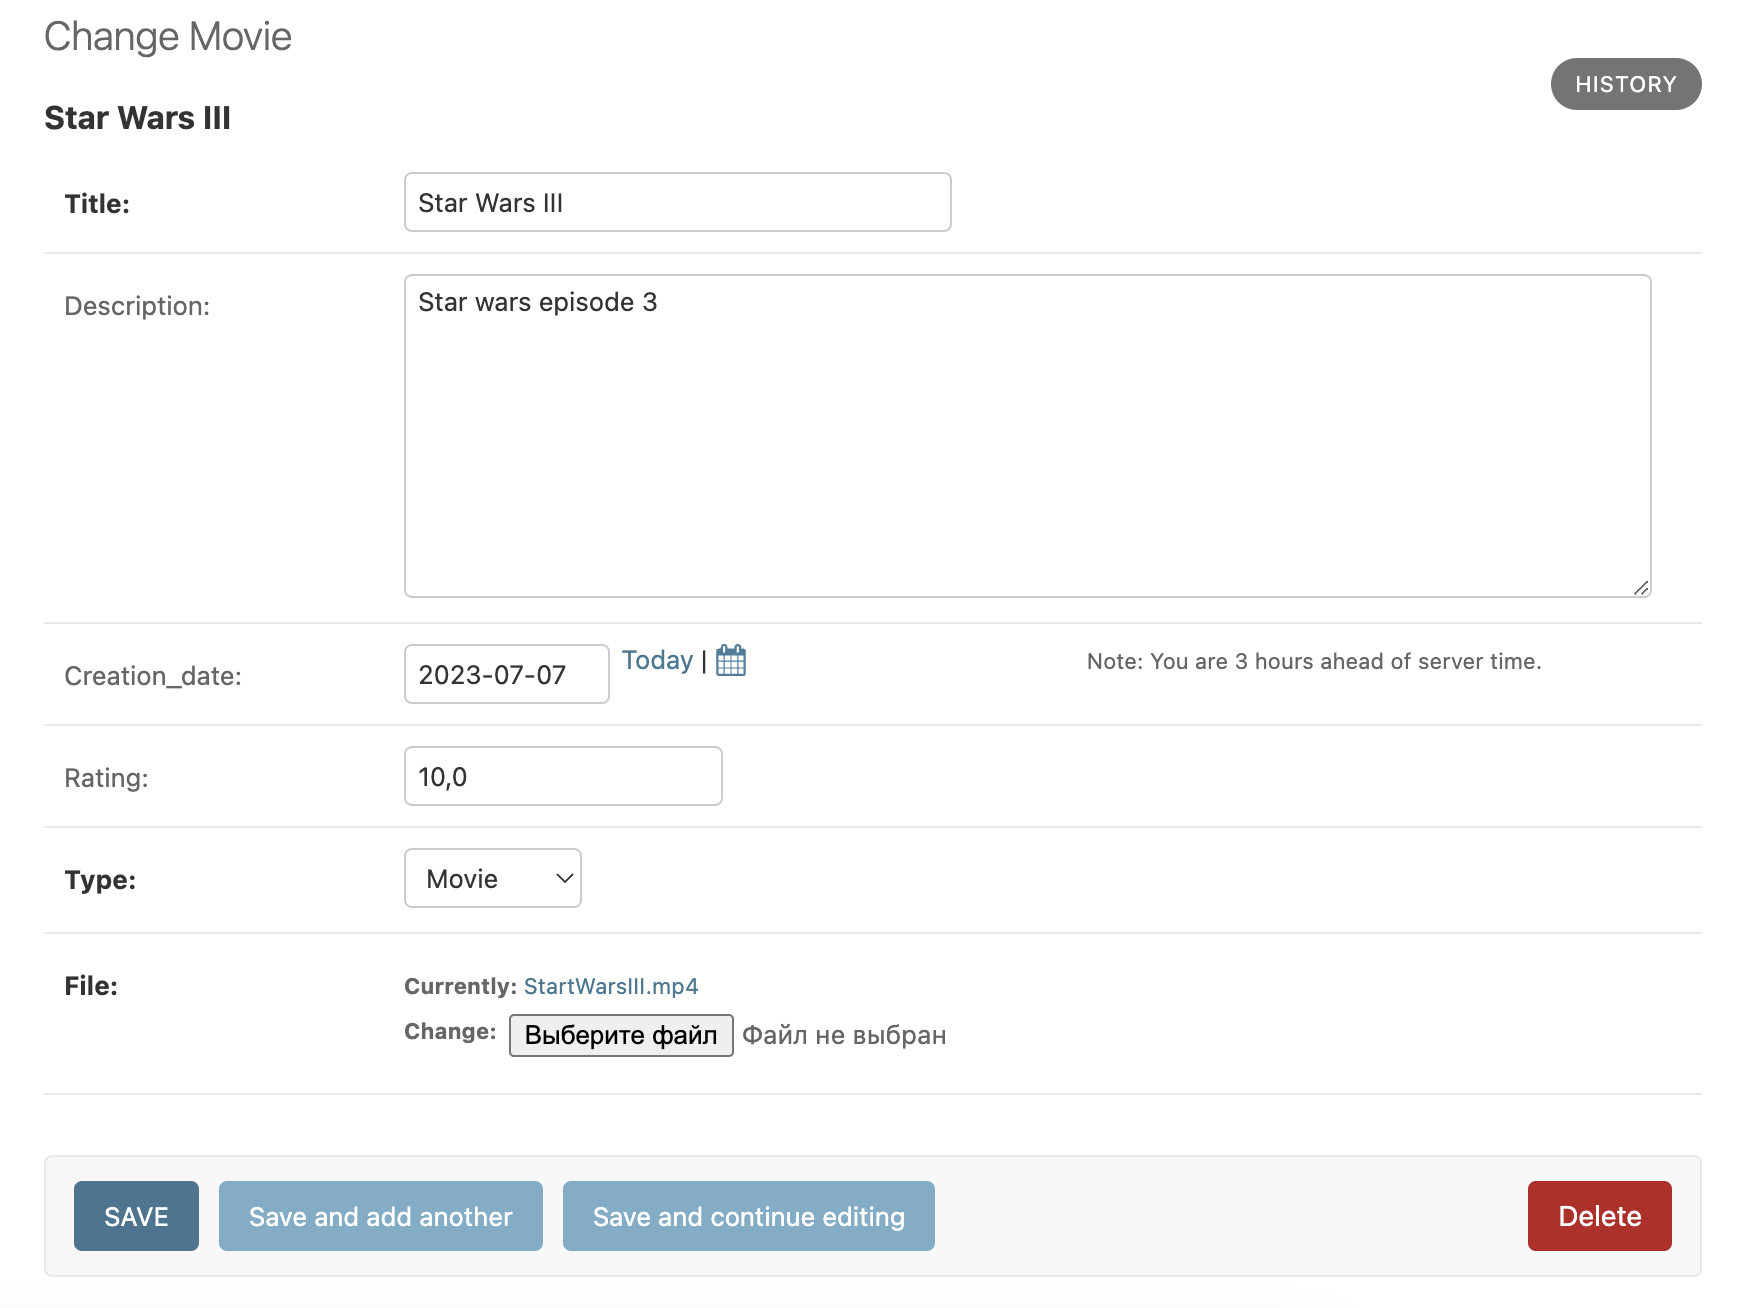 Change Movie
HISTORY
Star Wars III
Title:
Star Wars III
Description:
Star wars episode 3
Creation_date:
2023-07-07
Today |
Note: You are 3 hours ahead of server time.
Rating:
10,0
Type:
Movie
File:
Currently: StartWarsIII.mp4
Change: Выберите файл Файл не выбран
SAVE
Save and add another
Save and continue editing
Delete